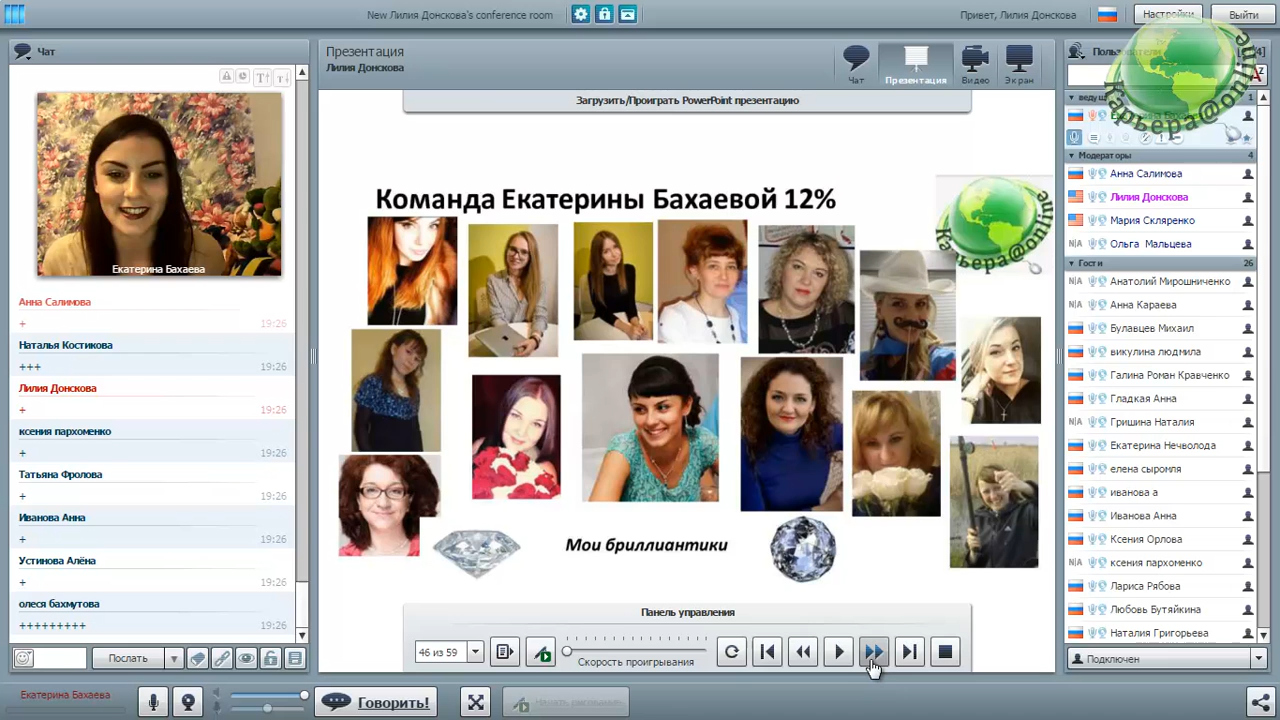 New Лилия Донскова's conference room
Привет, Лилия Донскова
Настройки
Выйти
Чат
Екатерина Бахаева
Анна Салимова
+
19:26
Наталья Костикова
+++
19:26
Лилия Донскова
+
19:26
ксения пархоменко
+
19:26
Татьяна Фролова
+
19:26
Иванова Анна
+
19:26
Устинова Алёна
+
19:26
олеся бахмутова
+++++++++
19:26
Послать
Презентация
Лилия Донскова
Чат
Презентация
Видео
Экран
Загрузить/Проиграть PowerPoint презентацию
Команда Екатерины Бахаевой 12%
Карьера@online
Мои бриллиантики
Панель управления
46 из 59
Скорость проигрывания
Карьера@online
1
Модераторы
4
Анна Салимова
Лилия Донскова
Мария Скляренко
N/A Ольга Мальцева
Гости
26
Анатолий Мирошниченко
N/A Анна Караева
Булавцев Михаил
викулина людмила
Галина Роман Кравченко
Гладкая Анна
N/A Гришина Наталия
Екатерина Нечволода
елена сыромля
иванова а
Иванова Анна
Ксения Орлова
N/A ксения пархоменко
Лариса Рябова
Любовь Бутяйкина
Наталия Григорьева
Подключен
Екатерина Бахаева
Говорить!